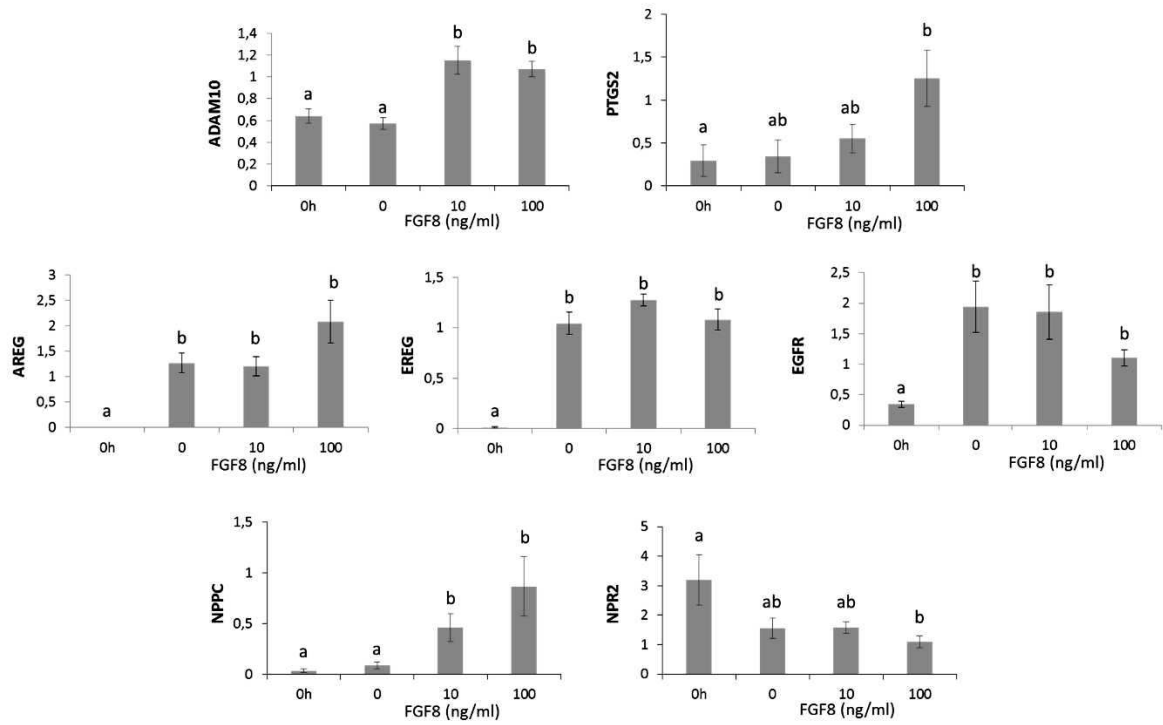 ADAM10
1,4
1,2
1
0,8
0,6
0,4
0,2
0
a
a
b
b
0h 0 10 100
FGF8 (ng/ml)
PTGS2
2
1,5
1
0,5
0
a
ab
ab
b
0h 0 10 100
FGF8 (ng/ml)
AREG
3
2,5
2
1,5
1
0,5
0
a
b
b
b
0h 0 10 100
FGF8 (ng/ml)
EREG
1,5
1
0,5
0
a
b
b
b
0h 0 10 100
FGF8 (ng/ml)
EGFR
2,5
2
1,5
1
0,5
0
a
b
b
b
0h 0 10 100
FGF8 (ng/ml)
NPPC
1,5
1
0,5
0
a
a
b
b
0h 0 10 100
FGF8 (ng/ml)
NPR2
5
4
3
2
1
0
a
ab
ab
b
0h 0 10 100
FGF8 (ng/ml)